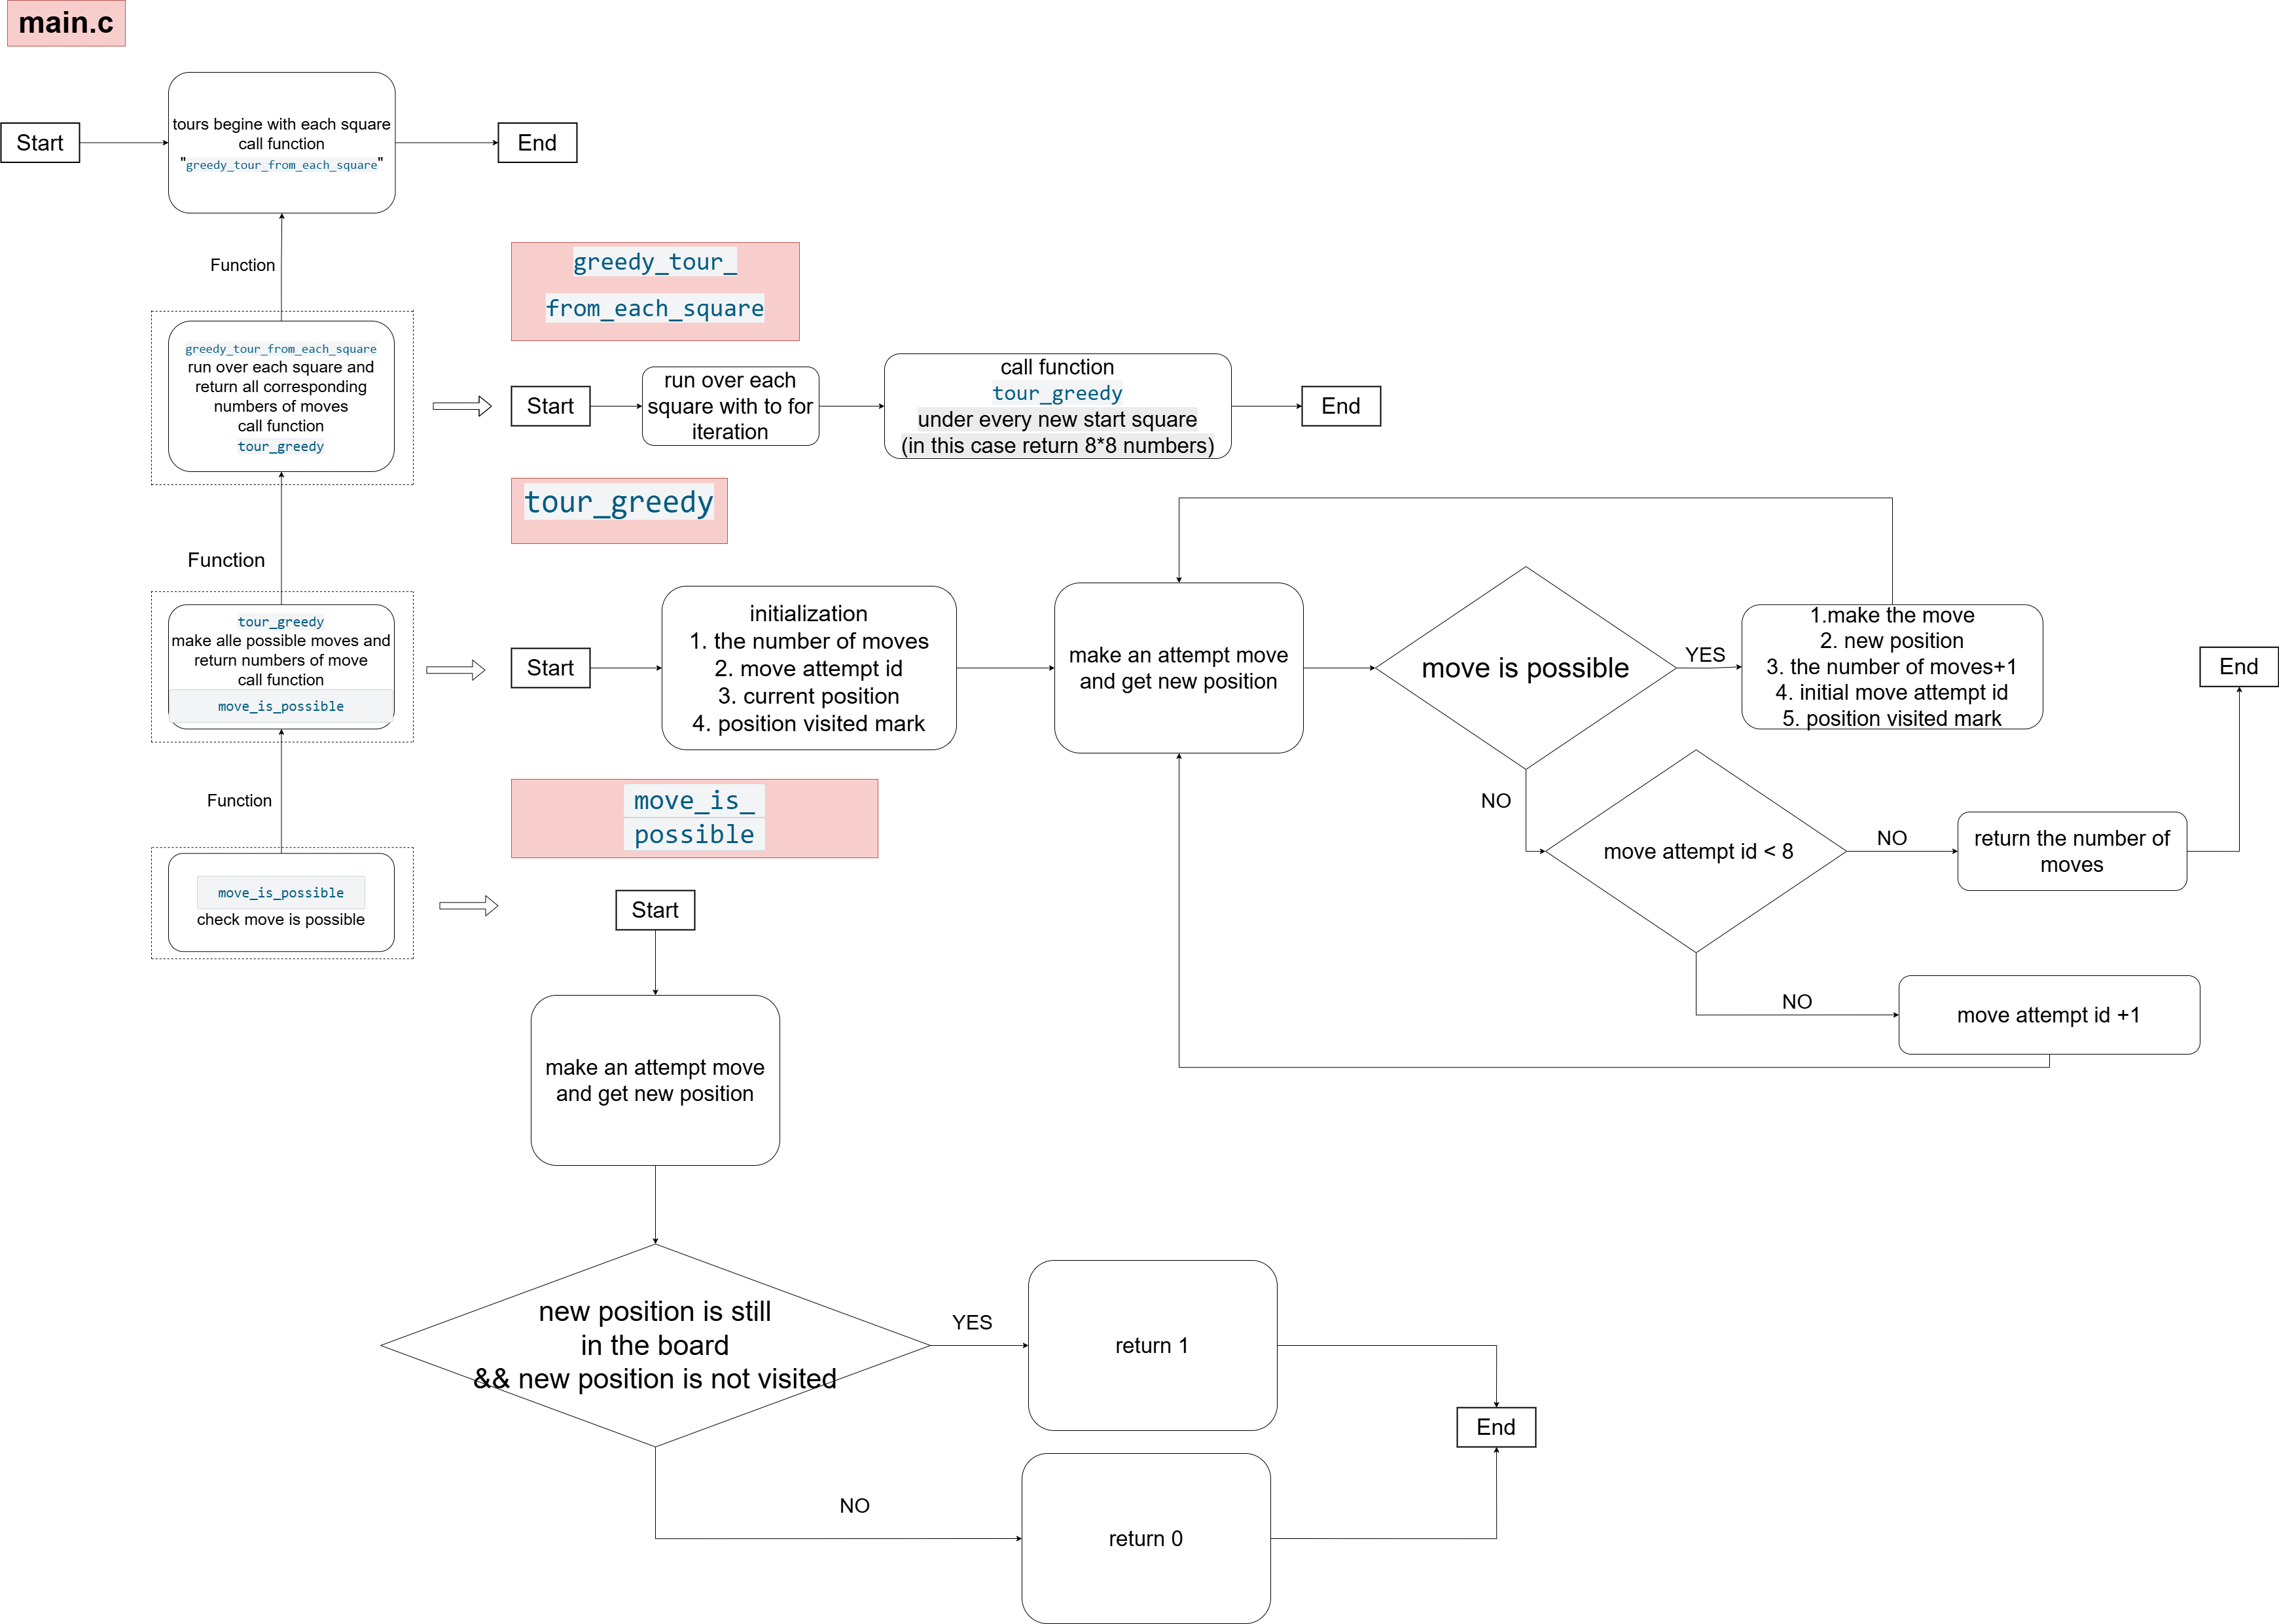 main.c
Start
tours begine with each square
call function
"greedy_tour_from_each_square"
End
Function
greedy_tour_from_each_square
run over each square and
return all corresponding
numbers of moves
call function
tour_greedy
greedy_tour_
from_each_square
Start
run over each
square with to for
iteration
call function
tour_greedy
under every new start square
(in this case return 8*8 numbers)
End
Function
tour_greedy
tour_greedy
make alle possible moves and
return numbers of move
call function
move_is_possible
Start
initialization
1. the number of moves
2. move attempt id
3. current position
4. position visited mark
make an attempt move
and get new position
move is possible
YES
1.make the move
2. new position
3. the number of moves+1
4. initial move attempt id
5. position visited mark
End
NO
move attempt id < 8
NO
return the number of
moves
NO
move attempt id +1
Function
move_is_possible
check move is possible
move_is_
possible
Start
make an attempt move
and get new position
new position is still
in the board
&& new position is not visited
YES
return 1
End
NO
return 0